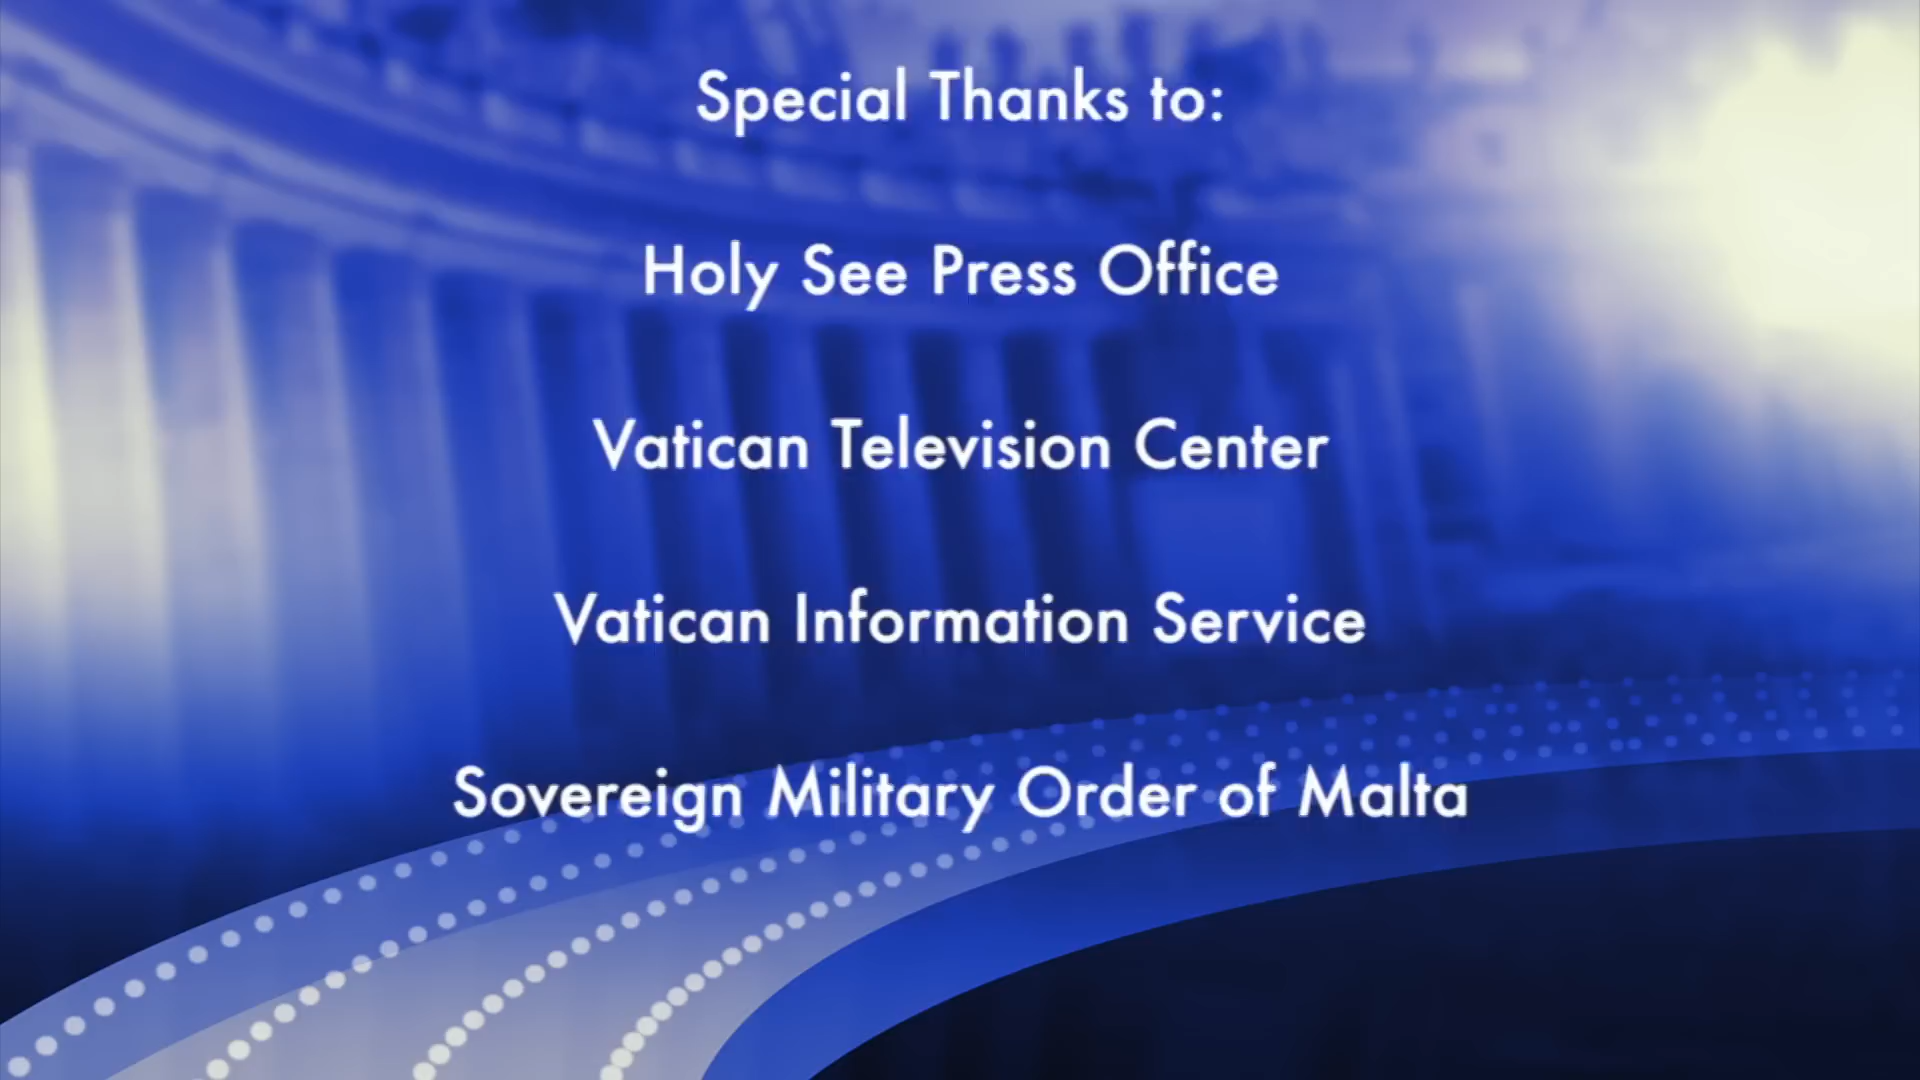 Special Thanks to:
Holy See Press Office
Vatican Television Center
Vatican Information Service
Sovereign Military Order of Malta